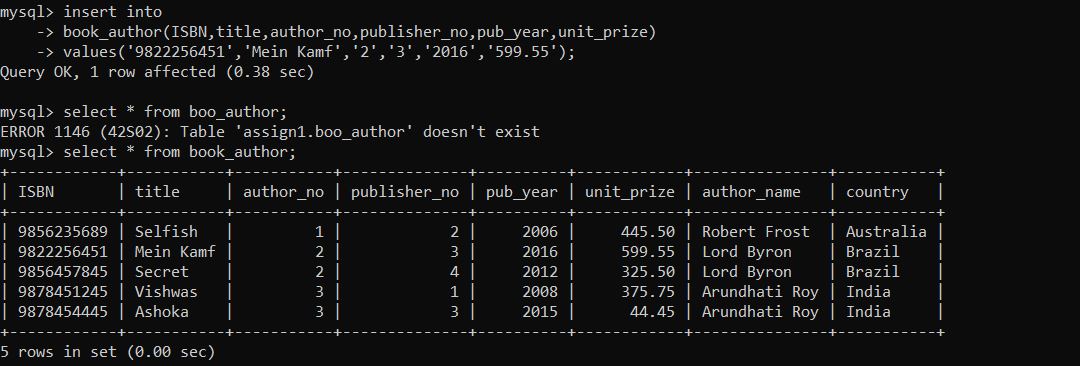 mysql> insert into
    -> book_author(ISBN,title,author_no,publisher_no,pub_year,unit_prize)
    -> values('9822256451','Mein Kamf','2','3','2016','599.55');
Query OK, 1 row affected (0.38 sec)

mysql> select * from boo_author;
ERROR 1146 (42S02): Table 'assign1.boo_author' doesn't exist
mysql> select * from book_author;
+------------+-----------+-----------+--------------+----------+------------+---------------+-----------+
| ISBN       | title     | author_no | publisher_no | pub_year | unit_prize | author_name   | country   |
+------------+-----------+-----------+--------------+----------+------------+---------------+-----------+
| 9856235689 | Selfish   |         1 |            2 |     2006 |     445.50 | Robert Frost  | Australia |
| 9822256451 | Mein Kamf |         2 |            3 |     2016 |     599.55 | Lord Byron    | Brazil    |
| 9856457845 | Secret    |         2 |            4 |     2012 |     325.50 | Lord Byron    | Brazil    |
| 9878451245 | Vishwas   |         3 |            1 |     2008 |     375.75 | Arundhati Roy | India     |
| 9878454445 | Ashoka    |         3 |            3 |     2015 |      44.45 | Arundhati Roy | India     |
+------------+-----------+-----------+--------------+----------+------------+---------------+-----------+
5 rows in set (0.00 sec)